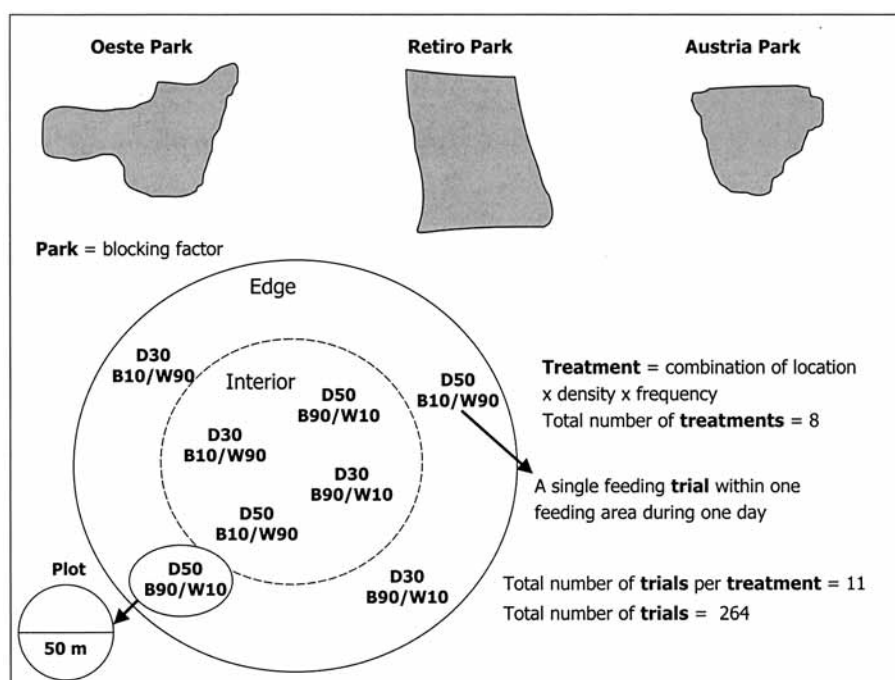 Oeste Park
Retiro Park
Austria Park
Park = blocking factor
Edge
D30
B10/W90
Interior
D50
B90/W10
D50
B10/W90
D30
B10/W90
D30
B90/W10
D50
B10/W90
D50
B90/W10
D30
B90/W10
Plot
50 m
Treatment = combination of location
x density x frequency
Total number of treatments = 8
A single feeding trial within one
feeding area during one day
Total number of trials per treatment = 11
Total number of trials = 264